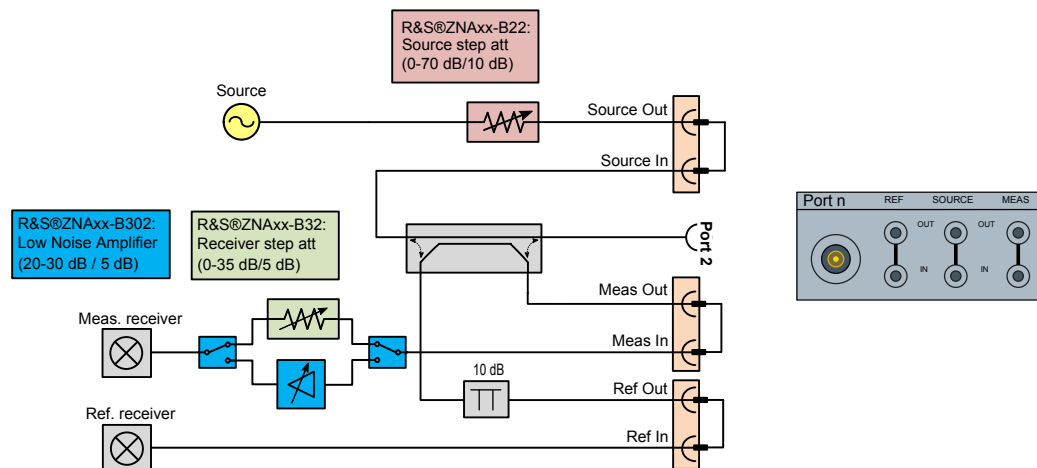 R&S®ZNAxx-B22:
Source step att
(0-70 dB/10 dB)
Source
Source Out
Source In
R&S®ZNAxx-B302:
Low Noise Amplifier
(20-30 dB / 5 dB)
R&S®ZNAxx-B32:
Receiver step att
(0-35 dB/5 dB)
Port 2
Port n
REF
SOURCE
MEAS
OUT
OUT
IN
IN
Meas. receiver
Meas Out
Meas In
10 dB
Ref. receiver
Ref Out
Ref In